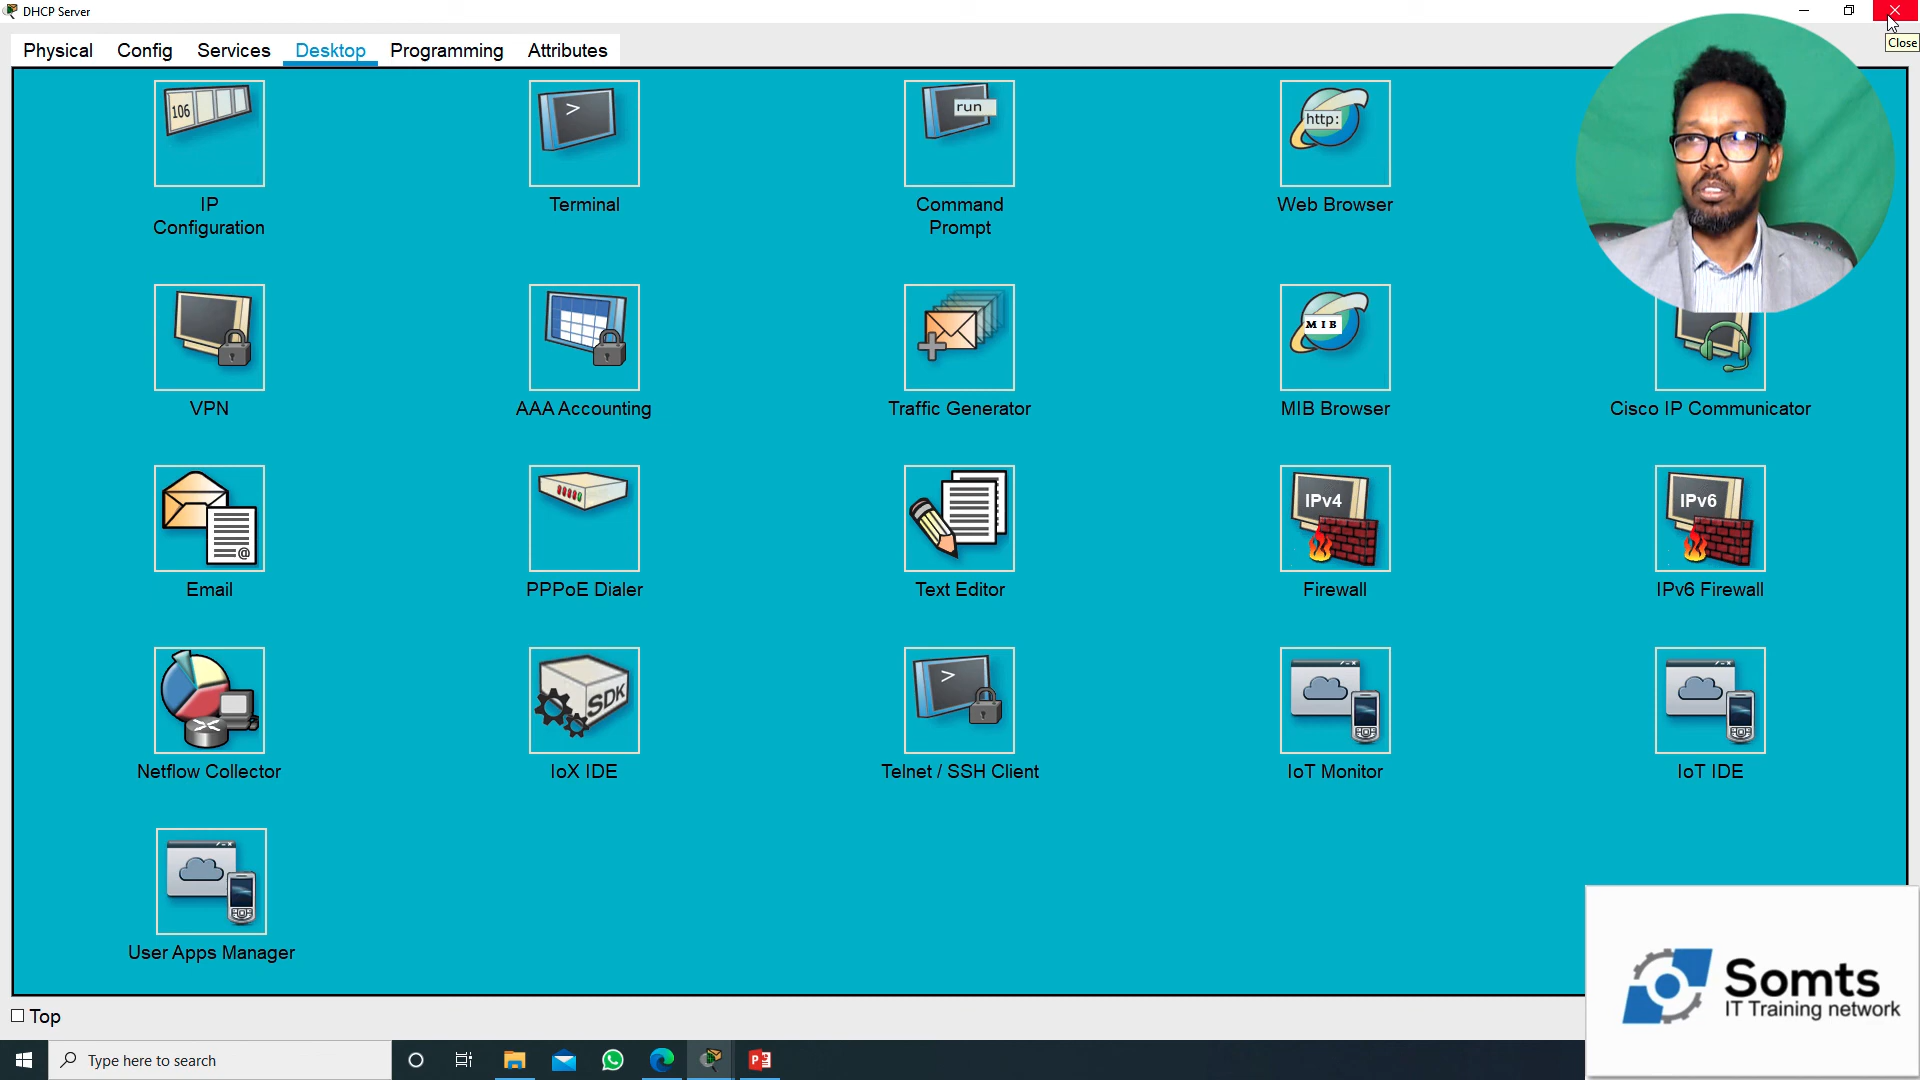 DHCP Server
Close
Physical
Config
Services
Desktop
Programming
Attributes
106
>
run
http:
IP
Configuration
Terminal
Command
Prompt
Web Browser
MIB
VPN
AAA Accounting
Traffic Generator
MIB Browser
Cisco IP Communicator
@
IPv4
IPv6
Email
PPPoE Dialer
Text Editor
Firewall
IPv6 Firewall
SDK
>
Netflow Collector
IoX IDE
Telnet / SSH Client
IoT Monitor
IoT IDE
User Apps Manager
Somts
IT Training network
Top
Type here to search